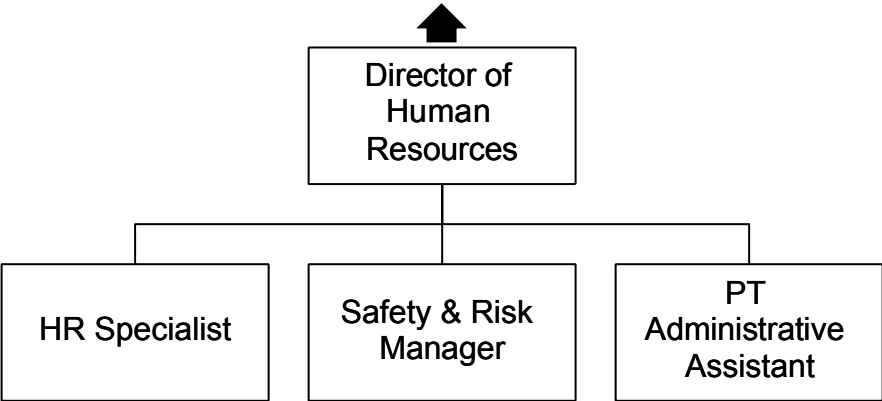 Director of
Human
Resources
HR Specialist
Safety & Risk
Manager
PT
Administrative
Assistant